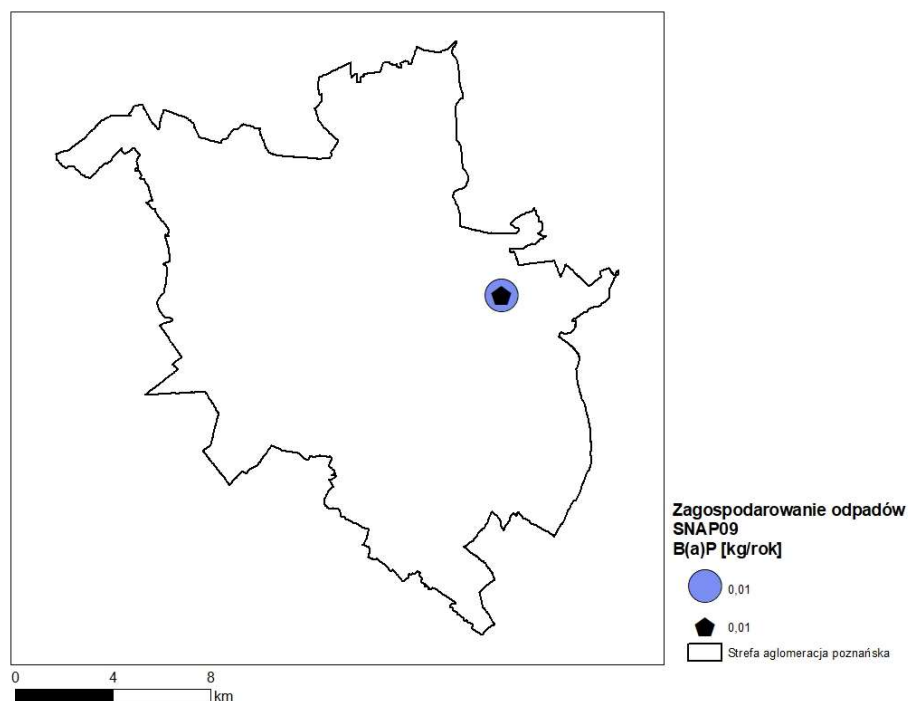 Zagospodarowanie odpadów
SNAP09
B(a)P [kg/rok]
0,01
0,01
Strefa aglomeracja poznańska
0 4 8
km